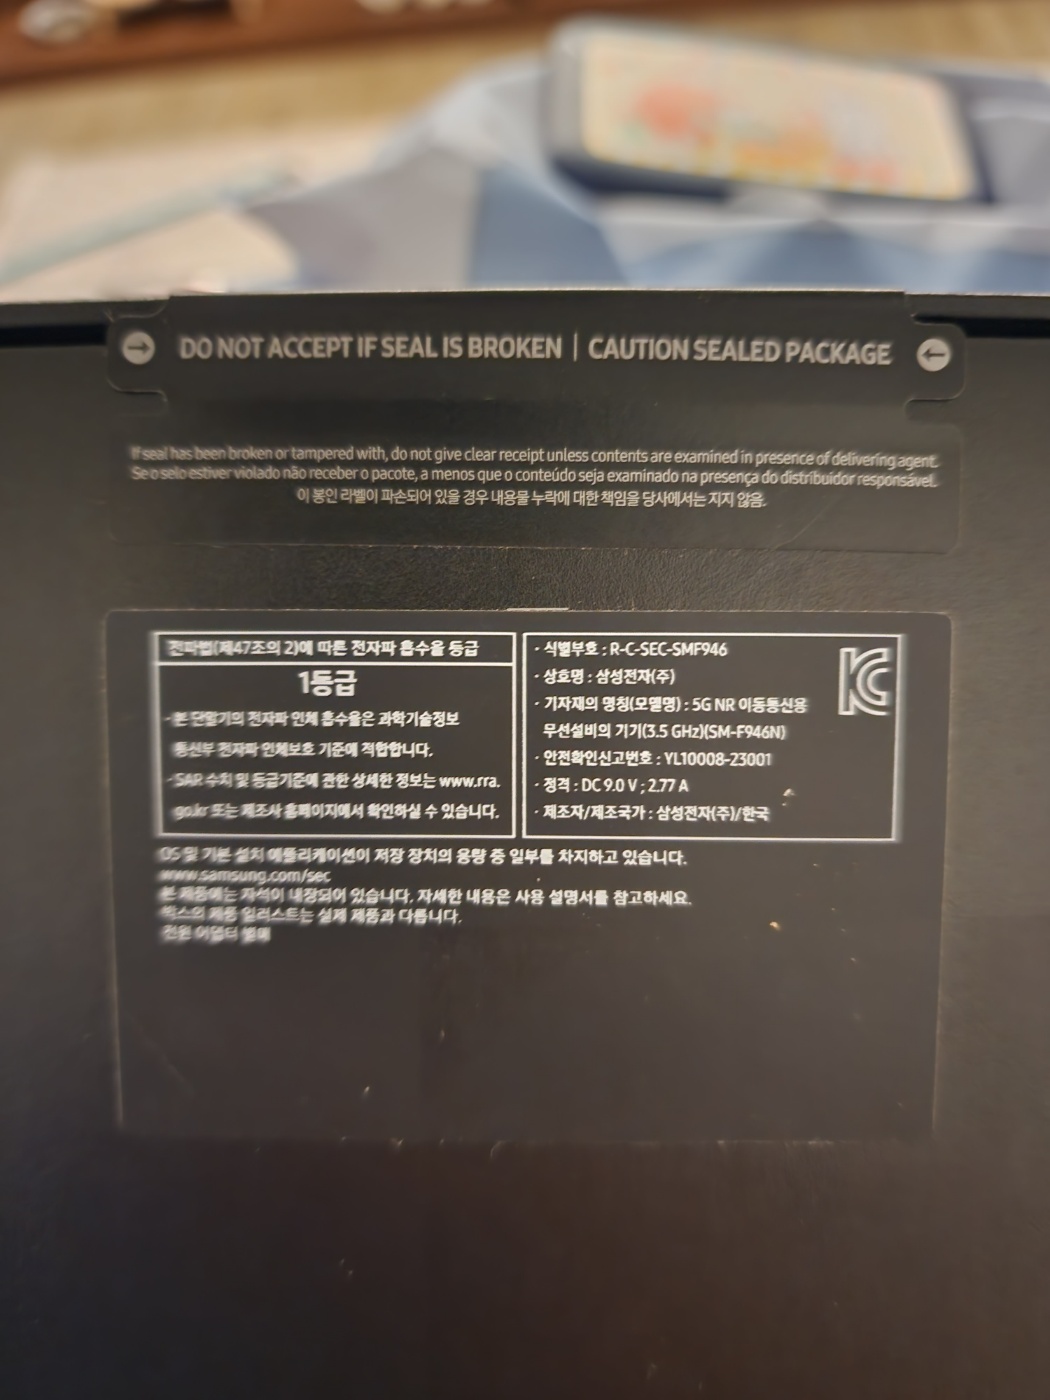 DO NOT ACCEPT IF SEAL IS BROKEN | CAUTION SEALED PACKAGE
If seal has been broken or tampered with, do not give clear receipt unless contents are examined in presence of delivering agent.
Se o selo estiver violado não receber o pacote, a menos que o conteúdo seja examinado na presença do distribuidor responsável.
이 봉인 라벨이 파손되어 있을 경우 내용물 누락에 대한 책임을 당사에서는 지지 않음.
전파법(제47조의 2)에 따른 전자파 흡수율 등급
1등급
· 본 단말기의 전자파 인체 흡수율은 과학기술정보
통신부 전자파 인체보호 기준에 적합합니다.
· SAR 수치 및 등급기준에 관한 상세한 정보는 www.rra.
go.kr 또는 제조사 홈페이지에서 확인하실 수 있습니다.
· 식별부호 : R-C-SEC-SMF946
· 상호명 : 삼성전자(주)
· 기자재의 명칭(모델명) : 5G NR 이동통신용
무선설비의 기기(3.5 GHz)(SM-F946N)
· 안전확인신고번호 : YL10008-23001
· 정격 : DC 9.0 V ; 2.77 A
· 제조자/제조국가 : 삼성전자(주)/한국
KC
OS 및 기본 설치 애플리케이션이 저장 장치의 용량 중 일부를 차지하고 있습니다.
www.samsung.com/sec
본 제품에는 자석이 내장되어 있습니다. 자세한 내용은 사용 설명서를 참고하세요.
박스의 제품 일러스트는 실제 제품과 다릅니다.
전원 어댑터 별매